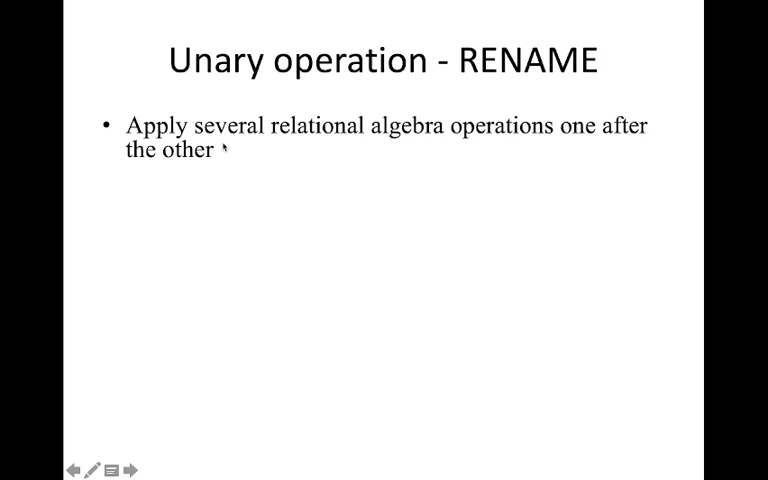 Unary operation - RENAME
• Apply several relational algebra operations one after
the other